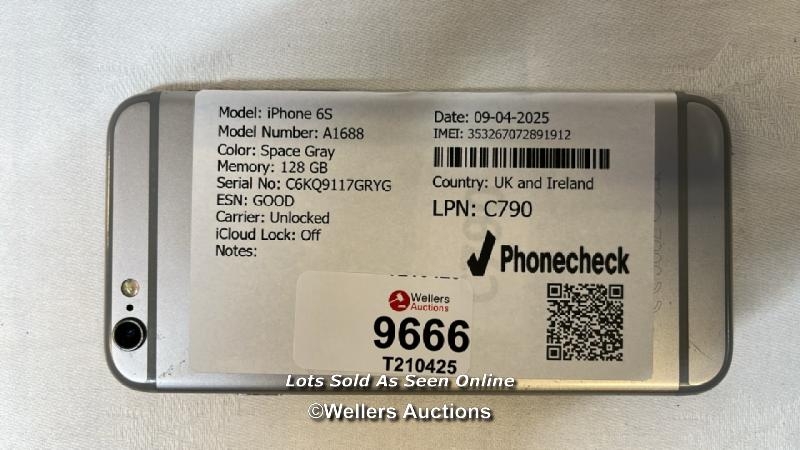 Model: iPhone 6S
Model Number: A1688
Color: Space Gray
Memory: 128 GB
Serial No: C6KQ9117GRYG
ESN: GOOD
Carrier: Unlocked
iCloud Lock: Off
Notes:
Date: 09-04-2025
IMEI: 353267072891912
Country: UK and Ireland
LPN: C790
Phonecheck
Wellers
Auctions
9666
T210425
Lots Sold As Seen Online
©Wellers Auctions